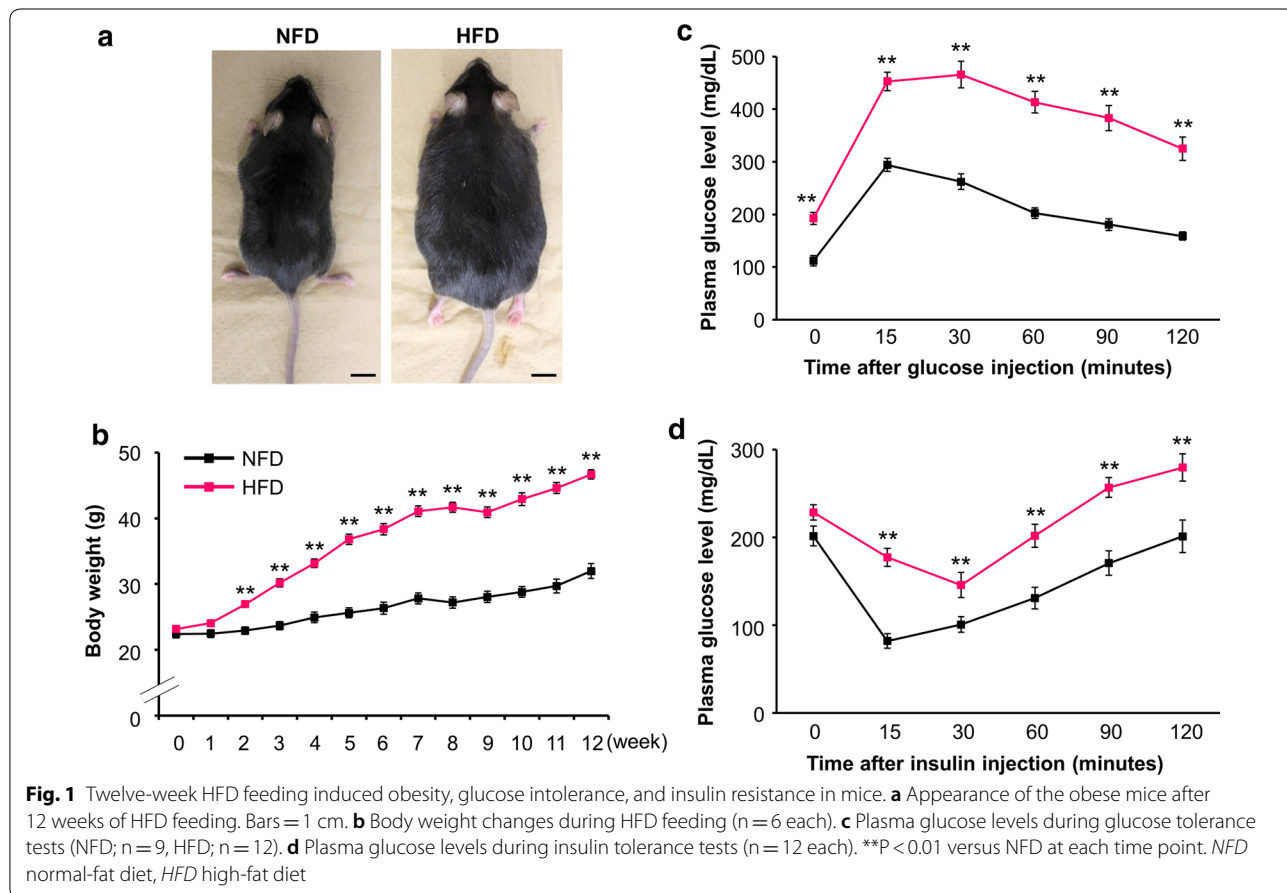 a
NFD
HFD
b
Body weight (g)
50
40
30
20
0
NFD
HFD
** ** ** ** ** ** ** ** ** ** **
0 1 2 3 4 5 6 7 8 9 10 11 12 (week)
c
Plasma glucose level (mg/dL)
500
400
300
200
100
0
** ** ** ** ** **
0 15 30 60 90 120
Time after glucose injection (minutes)
d
Plasma glucose level (mg/dL)
300
200
100
0
** ** ** ** **
0 15 30 60 90 120
Time after insulin injection (minutes)
Fig. 1 Twelve-week HFD feeding induced obesity, glucose intolerance, and insulin resistance in mice. a Appearance of the obese mice after
12 weeks of HFD feeding. Bars = 1 cm. b Body weight changes during HFD feeding (n = 6 each). c Plasma glucose levels during glucose tolerance
tests (NFD; n = 9, HFD; n = 12). d Plasma glucose levels during insulin tolerance tests (n = 12 each). **P < 0.01 versus NFD at each time point. NFD
normal-fat diet, HFD high-fat diet